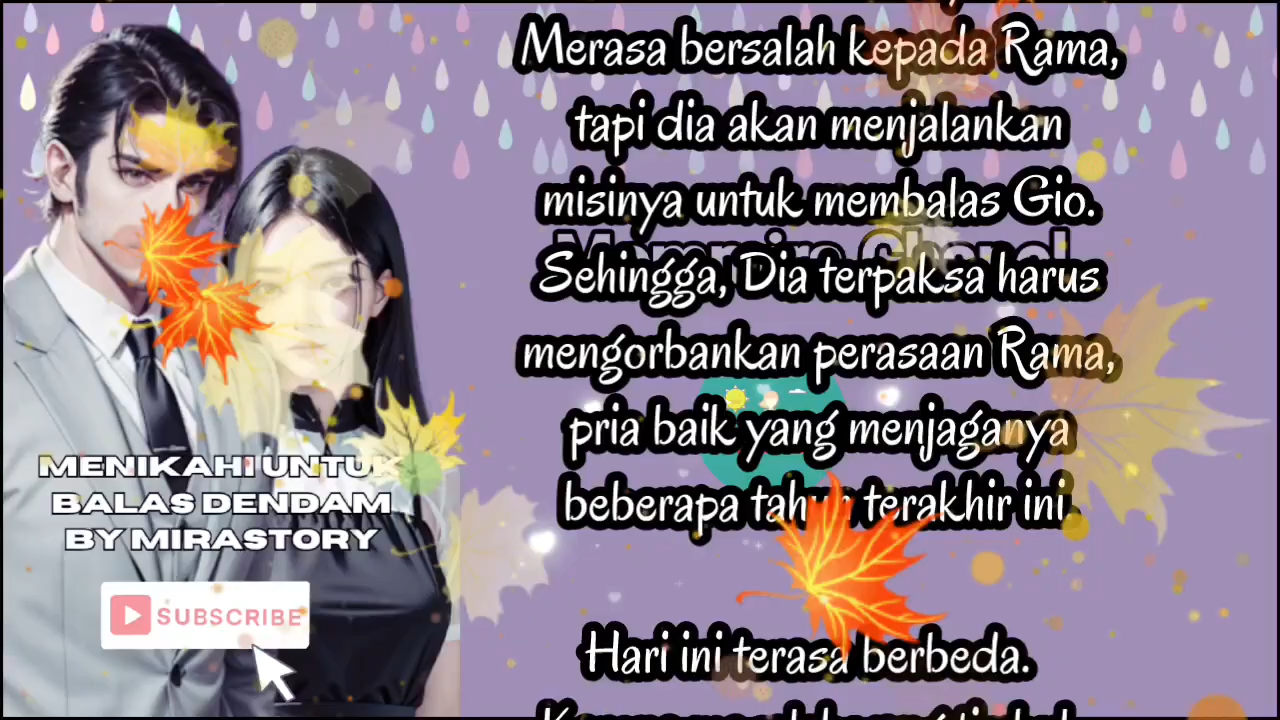 Merasa bersalah kepada Rama,
tapi dia akan menjalankan
misinya untuk membalas Gio.
Sehingga, Dia terpaksa harus
mengorbankan perasaan Rama,
pria baik yang menjaganya
beberapa tahun terakhir ini.
Hari ini terasa berbeda.
MENIKAHI UNTUK
BALAS DENDAM
BY MIRASTORY
SUBSCRIBE